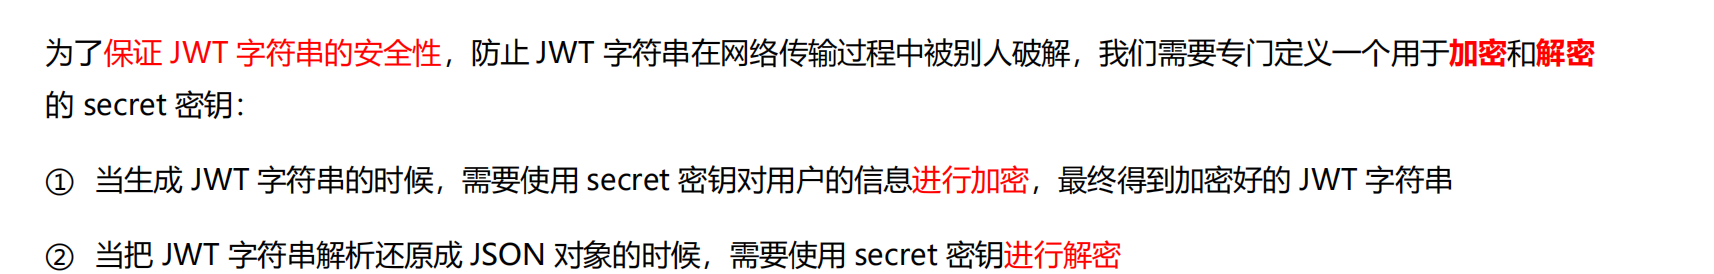 为了保证 JWT 字符串的安全性，防止 JWT 字符串在网络传输过程中被别人破解，我们需要专门定义一个用于加密和解密
的 secret 密钥：
① 当生成 JWT 字符串的时候，需要使用 secret 密钥对用户的信息进行加密，最终得到加密好的 JWT 字符串
② 当把 JWT 字符串解析还原成 JSON 对象的时候，需要使用 secret 密钥进行解密